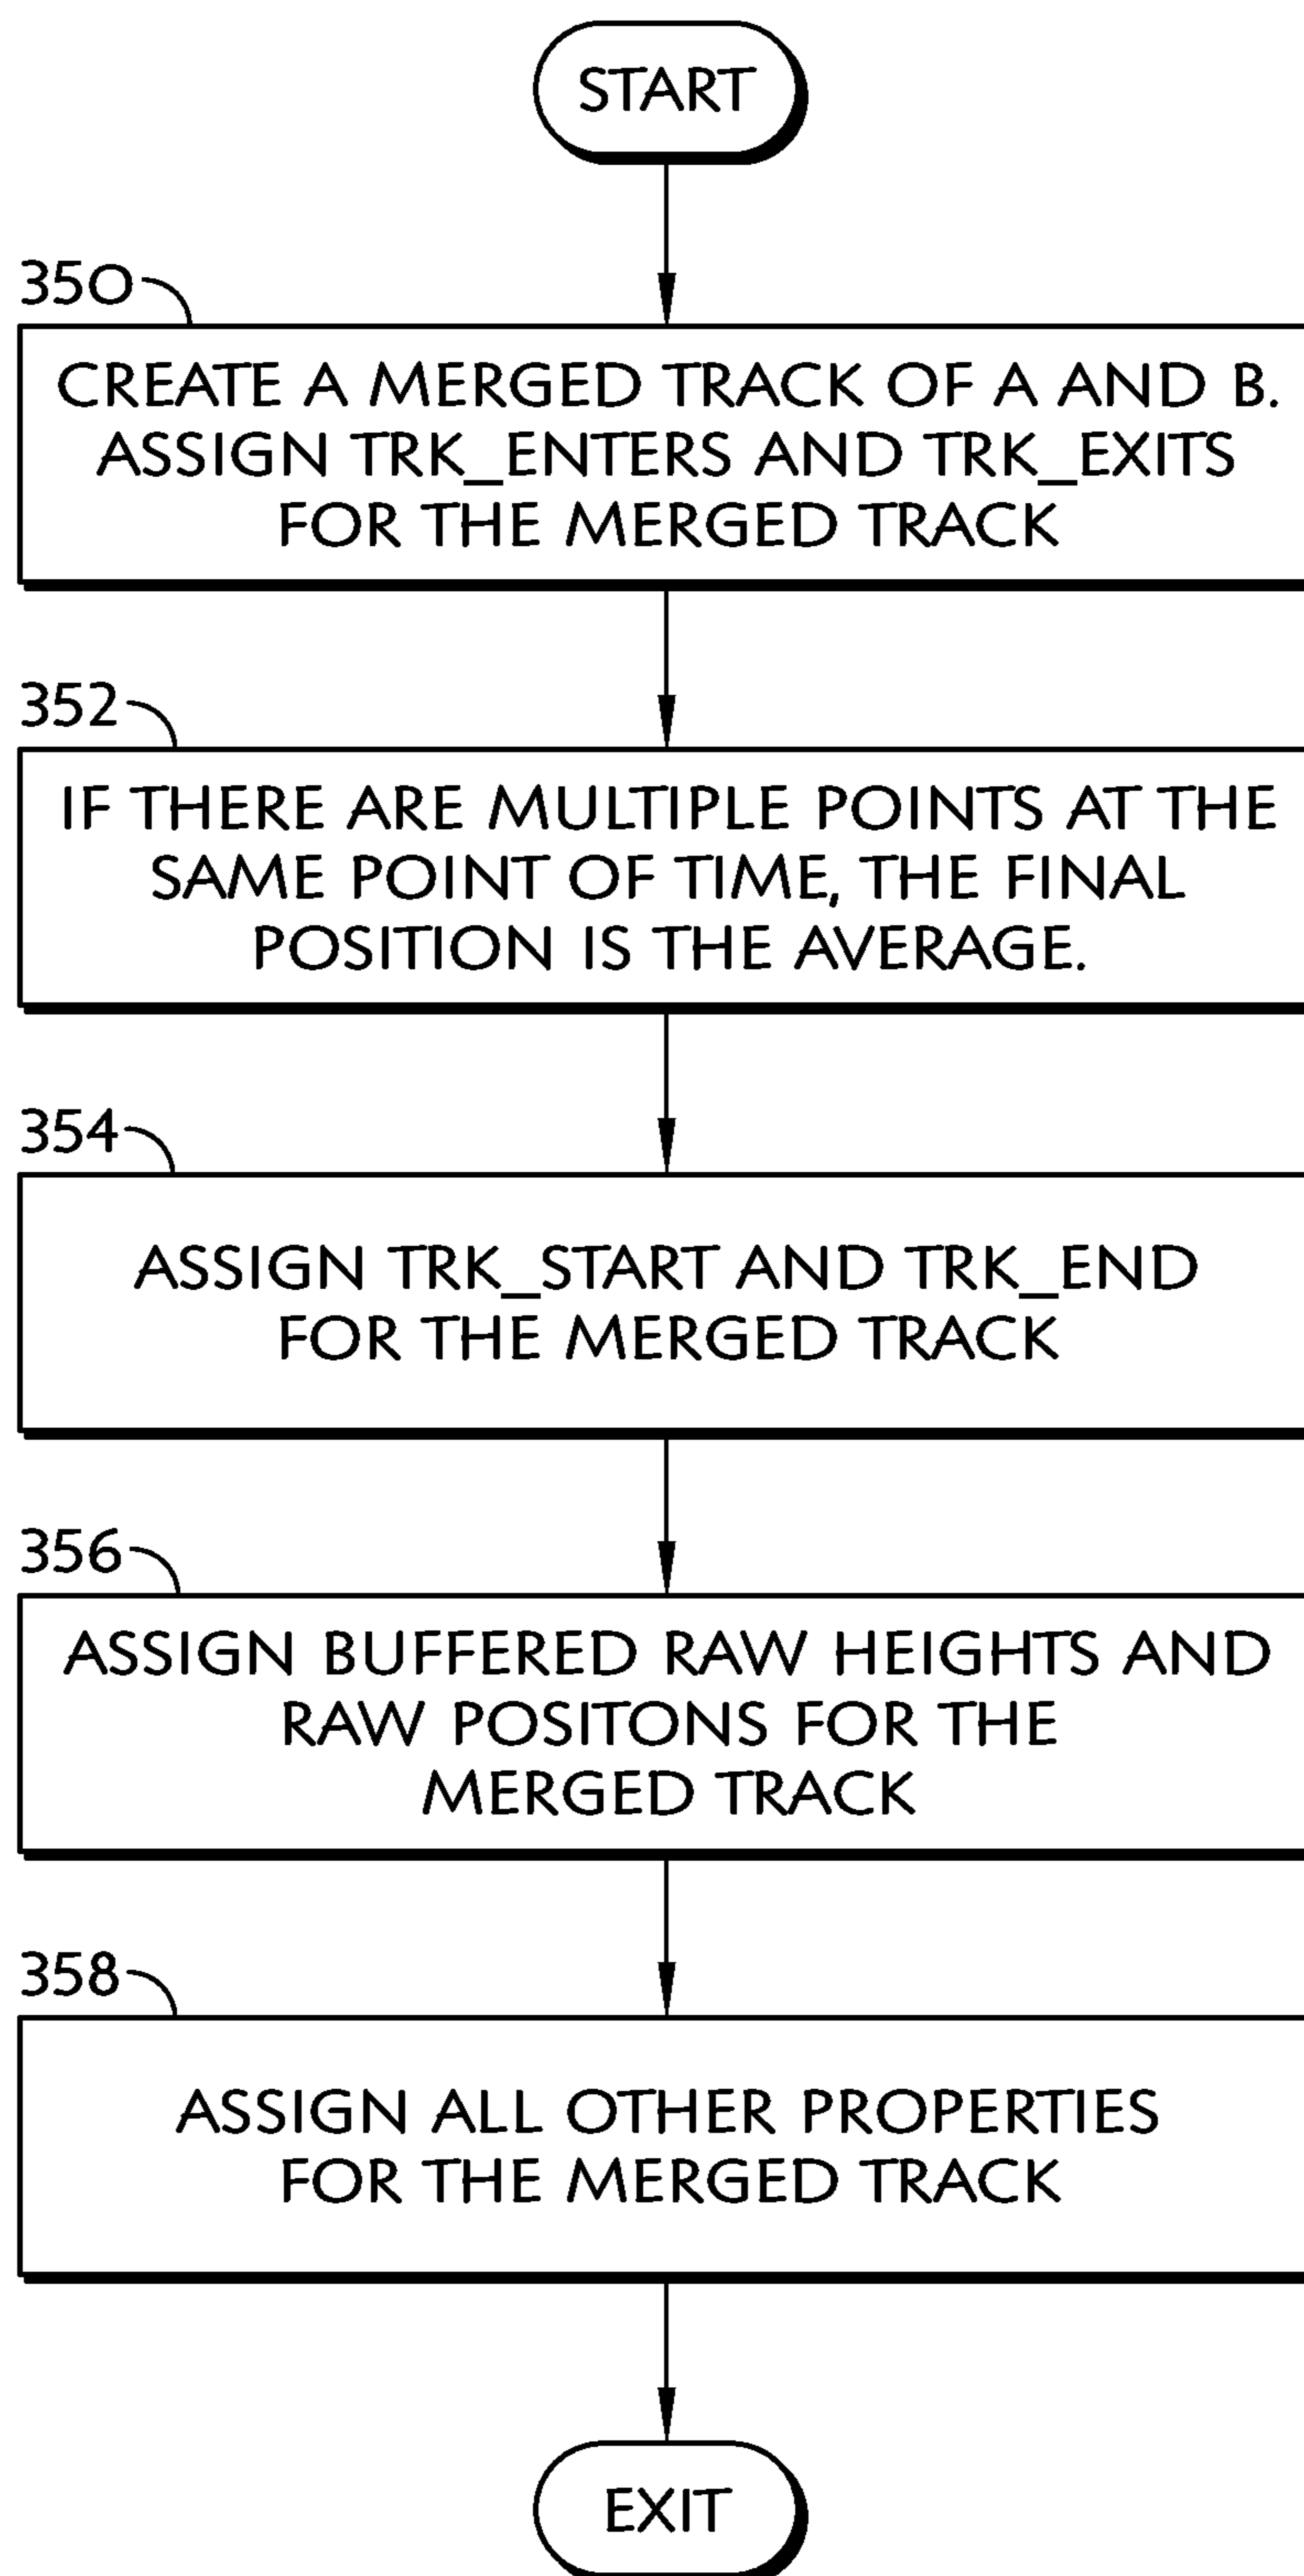 START
350
CREATE A MERGED TRACK OF A AND B.
ASSIGN TRK_ENTERS AND TRK_EXITS
FOR THE MERGED TRACK
352
IF THERE ARE MULTIPLE POINTS AT THE
SAME POINT OF TIME, THE FINAL
POSITION IS THE AVERAGE.
354
ASSIGN TRK_START AND TRK_END
FOR THE MERGED TRACK
356
ASSIGN BUFFERED RAW HEIGHTS AND
RAW POSITONS FOR THE
MERGED TRACK
358
ASSIGN ALL OTHER PROPERTIES
FOR THE MERGED TRACK
EXIT